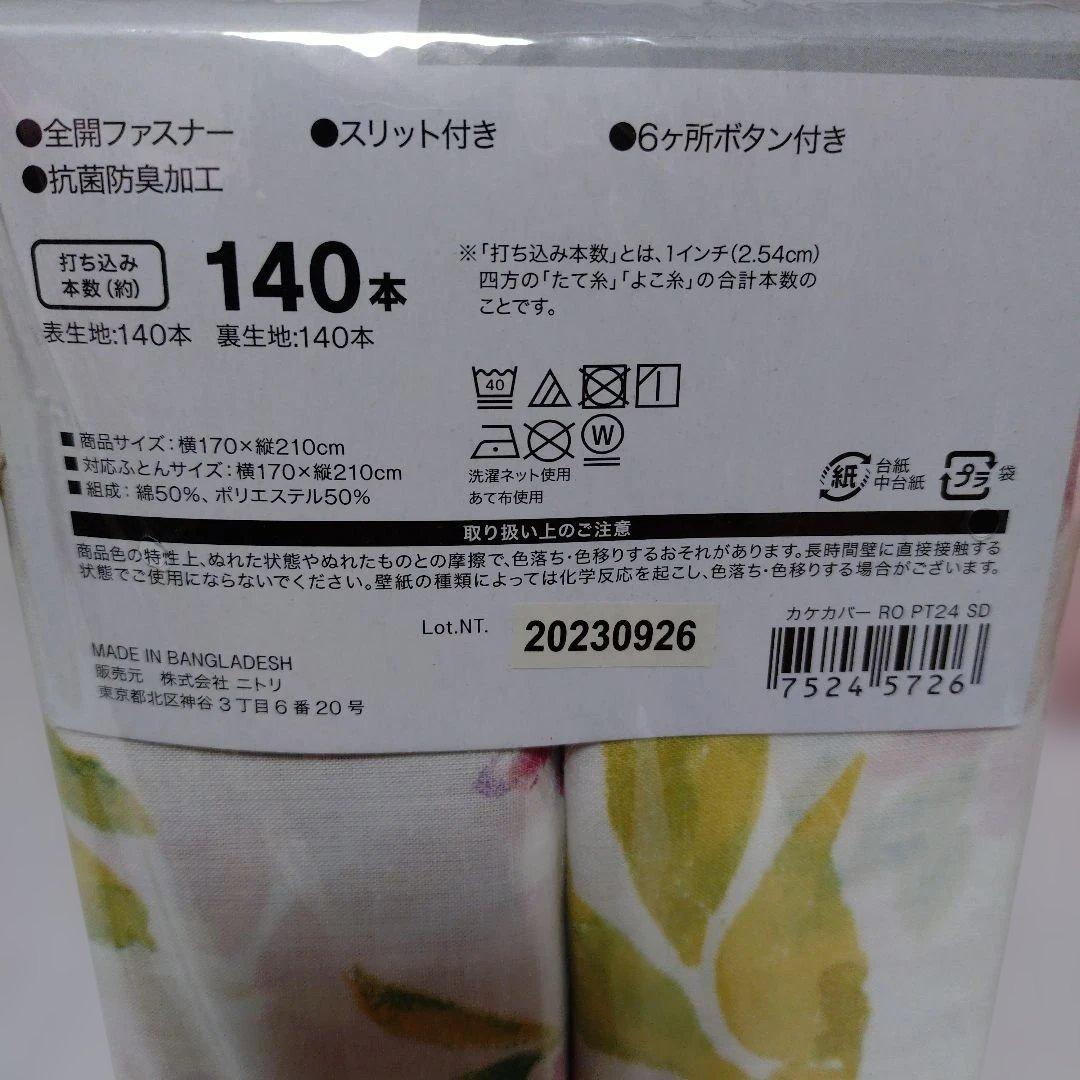 ●全開ファスナー ●スリット付き ●6ヶ所ボタン付き
●抗菌防臭加工
打ち込み
本数(約)
140本
表生地:140本 裏生地:140本
※「打ち込み本数」とは、1インチ(2.54cm)
四方の「たて糸」「よこ糸」の合計本数の
ことです。
40
W
洗濯ネット使用
あて布使用
■商品サイズ:横170×縦210cm
■対応ふとんサイズ:横170×縦210cm
■組成:綿50%、ポリエステル50%
紙 台紙
中台紙
プラ 袋
取り扱い上のご注意
商品色の特性上、ぬれた状態やぬれたものとの摩擦で、色落ち・色移りするおそれがあります。長時間壁に直接接触する
状態でご使用にならないでください。壁紙の種類によっては化学反応を起こし、色落ち・色移りする場合がございます。
Lot.NT. 20230926
カケカバー RO PT24 SD
7524 5726
MADE IN BANGLADESH
販売元 株式会社 ニトリ
東京都北区神谷3丁目6番20号